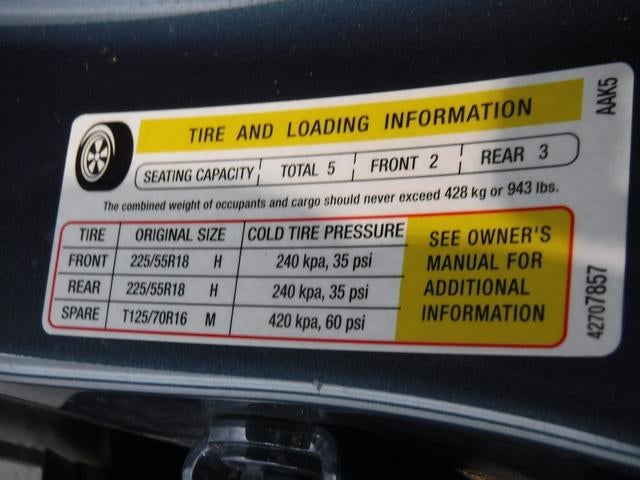 TIRE AND LOADING INFORMATION
SEATING CAPACITY TOTAL 5 FRONT 2 REAR 3
The combined weight of occupants and cargo should never exceed 428 kg or 943 lbs.
TIRE ORIGINAL SIZE COLD TIRE PRESSURE
FRONT 225/55R18 H 240 kpa, 35 psi
REAR 225/55R18 H 240 kpa, 35 psi
SPARE T125/70R16 M 420 kpa, 60 psi
SEE OWNER'S
MANUAL FOR
ADDITIONAL
INFORMATION
AAK5
42707857